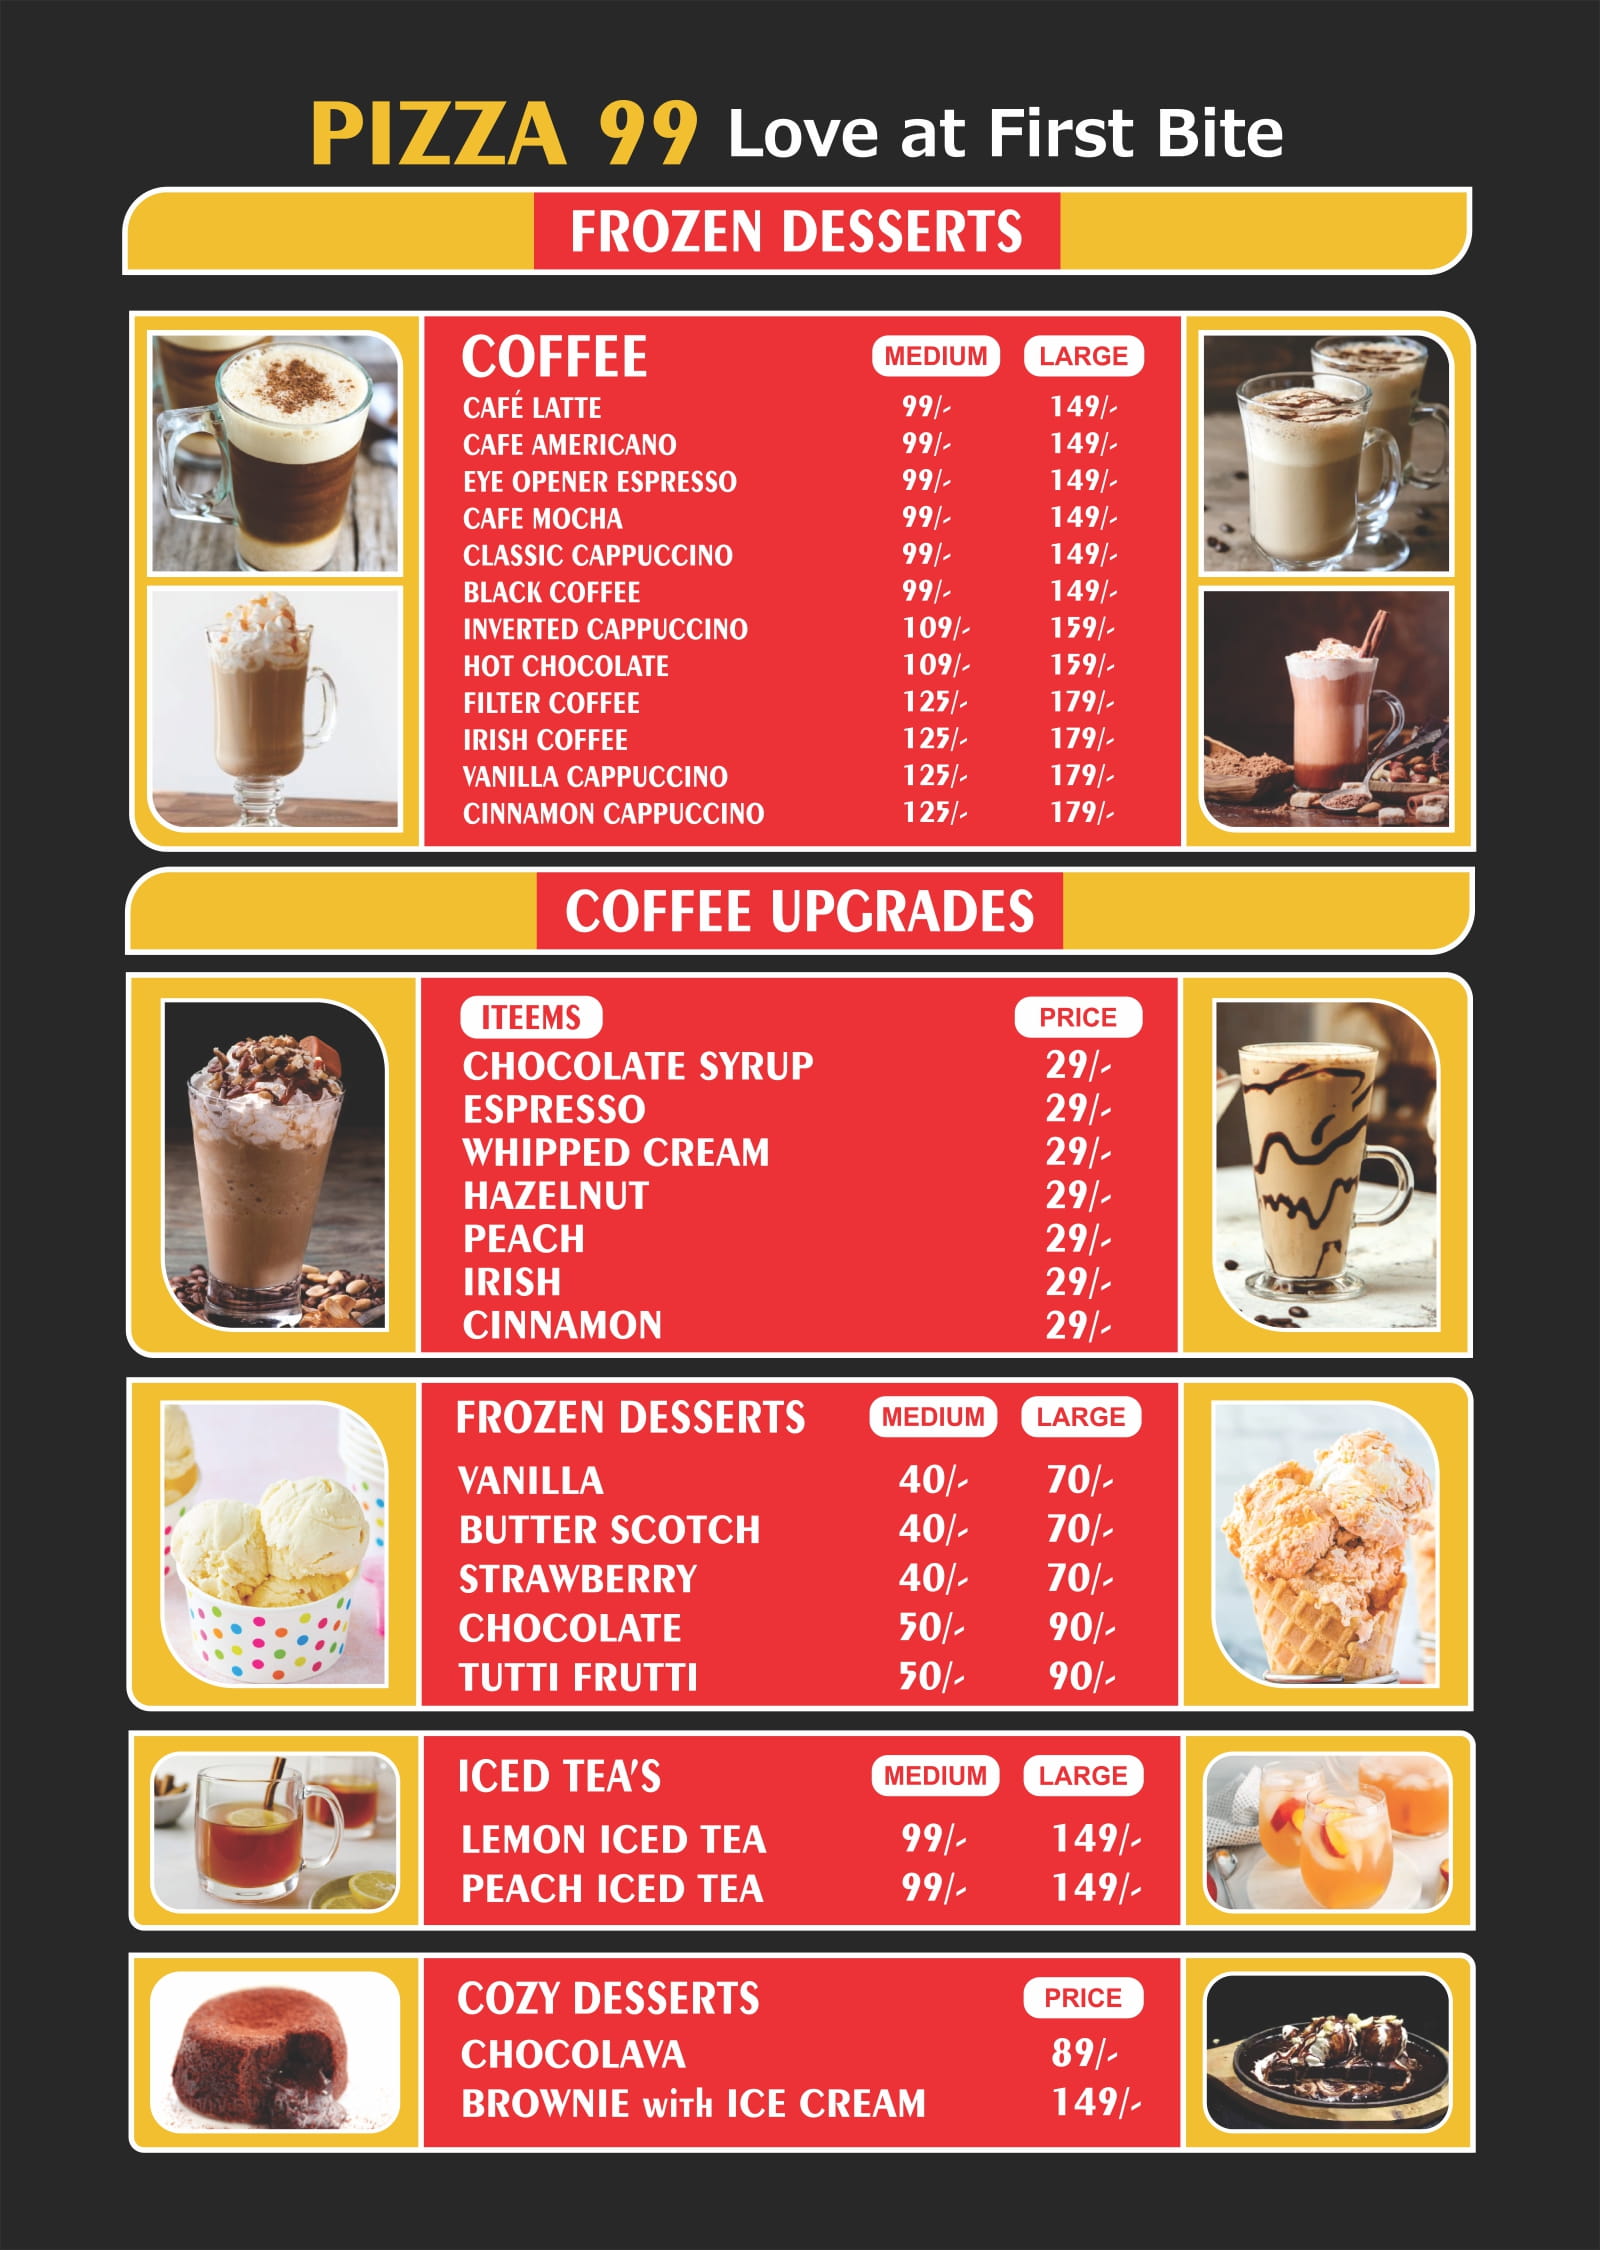 PIZZA 99 Love at First Bite
FROZEN DESSERTS
COFFEE MEDIUM LARGE
CAFÉ LATTE 99/- 149/-
CAFE AMERICANO 99/- 149/-
EYE OPENER ESPRESSO 99/- 149/-
CAFE MOCHA 99/- 149/-
CLASSIC CAPPUCCINO 99/- 149/-
BLACK COFFEE 99/- 149/-
INVERTED CAPPUCCINO 109/- 159/-
HOT CHOCOLATE 109/- 159/-
FILTER COFFEE 125/- 179/-
IRISH COFFEE 125/- 179/-
VANILLA CAPPUCCINO 125/- 179/-
CINNAMON CAPPUCCINO 125/- 179/-
COFFEE UPGRADES
ITEEMS PRICE
CHOCOLATE SYRUP 29/-
ESPRESSO 29/-
WHIPPED CREAM 29/-
HAZELNUT 29/-
PEACH 29/-
IRISH 29/-
CINNAMON 29/-
FROZEN DESSERTS MEDIUM LARGE
VANILLA 40/- 70/-
BUTTER SCOTCH 40/- 70/-
STRAWBERRY 40/- 70/-
CHOCOLATE 50/- 90/-
TUTTI FRUTTI 50/- 90/-
ICED TEA'S MEDIUM LARGE
LEMON ICED TEA 99/- 149/-
PEACH ICED TEA 99/- 149/-
COZY DESSERTS PRICE
CHOCOLAVA 89/-
BROWNIE with ICE CREAM 149/-